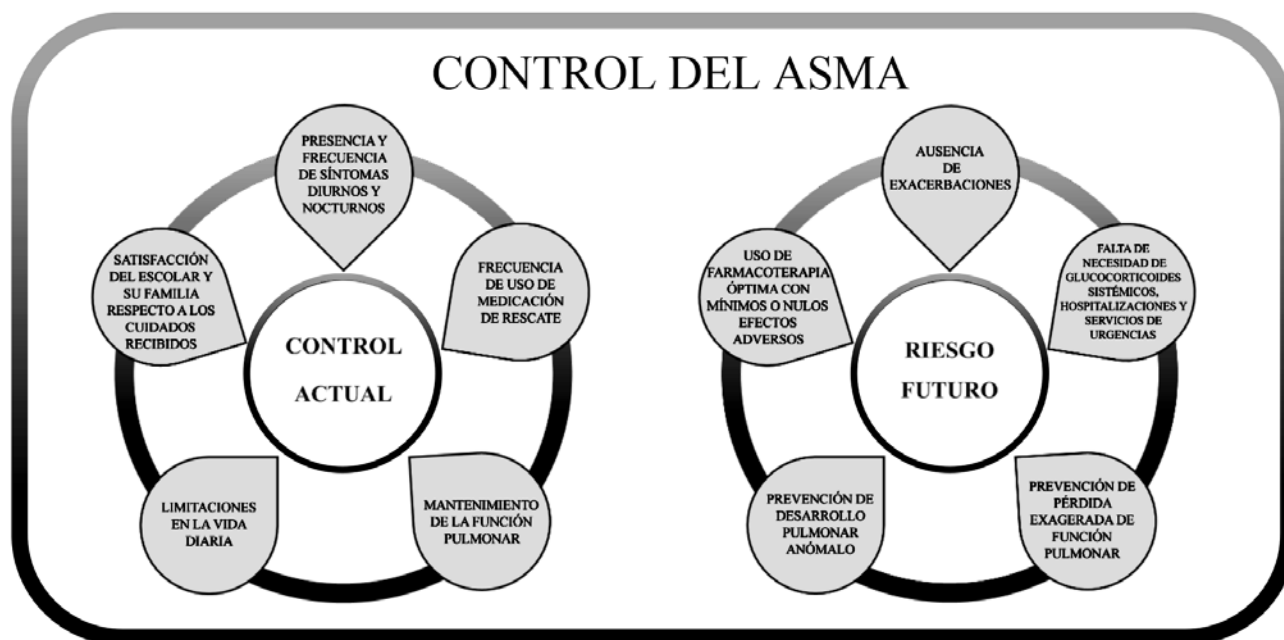 CONTROL DEL ASMA
PRESENCIA Y
FRECUENCIA
DE SÍNTOMAS
DIURNOS Y
NOCTURNOS
FRECUENCIA
DE USO DE
MEDICACIÓN
DE RESCATE
MANTENIMIENTO
DE LA FUNCIÓN
PULMONAR
LIMITACIONES
EN LA VIDA
DIARIA
SATISFACCIÓN
DEL ESCOLAR Y
SU FAMILIA
RESPECTO A LOS
CUIDADOS
RECIBIDOS
CONTROL
ACTUAL
AUSENCIA
DE
EXACERBACIONES
FALTA DE
NECESIDAD DE
GLUCOCORTICOIDES
SISTÉMICOS,
HOSPITALIZACIONES Y
SERVICIOS DE
URGENCIAS
PREVENCIÓN DE
PÉRDIDA
EXAGERADA DE
FUNCIÓN
PULMONAR
PREVENCIÓN DE
DESARROLLO
PULMONAR
ANÓMALO
USO DE
FARMACOTERAPIA
ÓPTIMA CON
MÍNIMOS O NULOS
EFECTOS
ADVERSOS
RIESGO
FUTURO